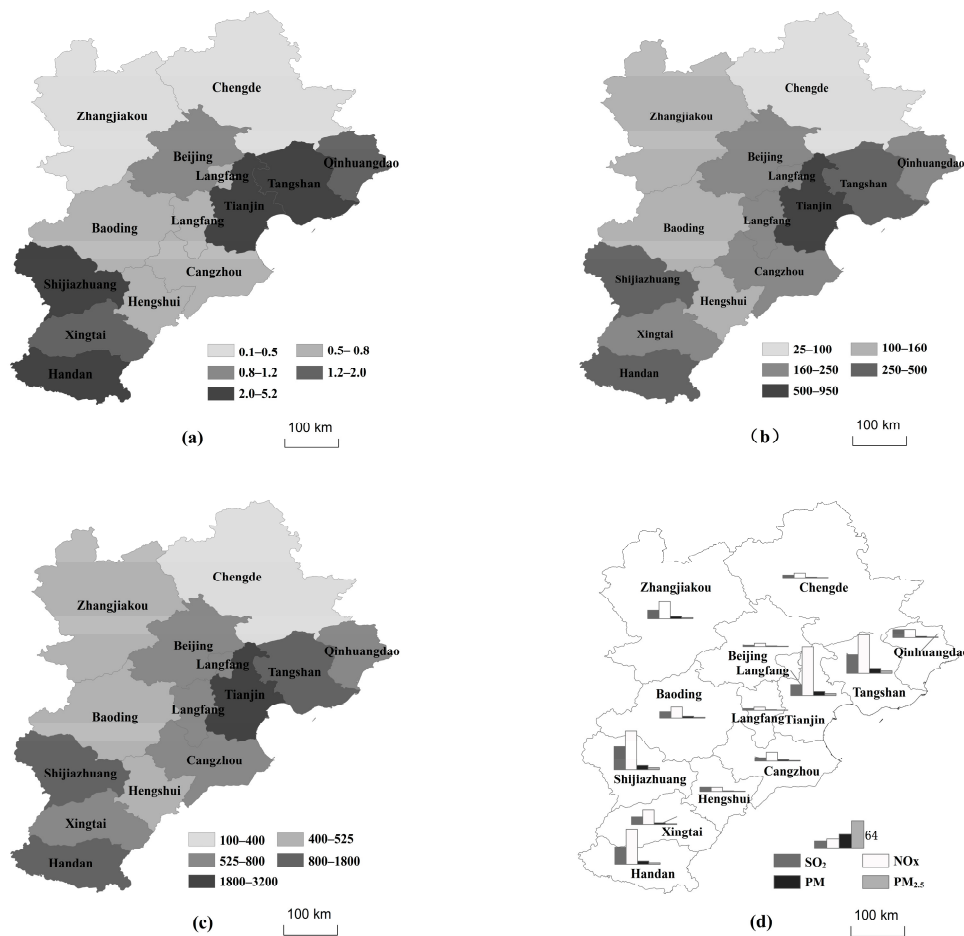 Chengde
Zhangjiakou
Beijing
Qinhuangdao
Langfang
Tangshan
Tianjin
Langfang
Baoding
Cangzhou
Shijiazhuang
Hengshui
Xingtai
Handan
0.1–0.5
0.5– 0.8
0.8–1.2
1.2–2.0
2.0–5.2
100 km
(a)
Chengde
Zhangjiakou
Beijing
Qinhuangdao
Langfang
Tangshan
Tianjin
Langfang
Baoding
Cangzhou
Shijiazhuang
Hengshui
Xingtai
Handan
25–100
100–160
160–250
250–500
500–950
100 km
（b）
Chengde
Zhangjiakou
Beijing
Qinhuangdao
Langfang
Tangshan
Tianjin
Langfang
Baoding
Cangzhou
Shijiazhuang
Hengshui
Xingtai
Handan
100–400
400–525
525–800
800–1800
1800–3200
100 km
(c)
Zhangjiakou
Chengde
Qinhuangdao
Beijing
Langfang
Tangshan
Baoding
Langfang
Tianjin
Cangzhou
Shijiazhuang
Hengshui
Xingtai
Handan
64
SO₂
NOx
PM
PM₂.₅
100 km
(d)